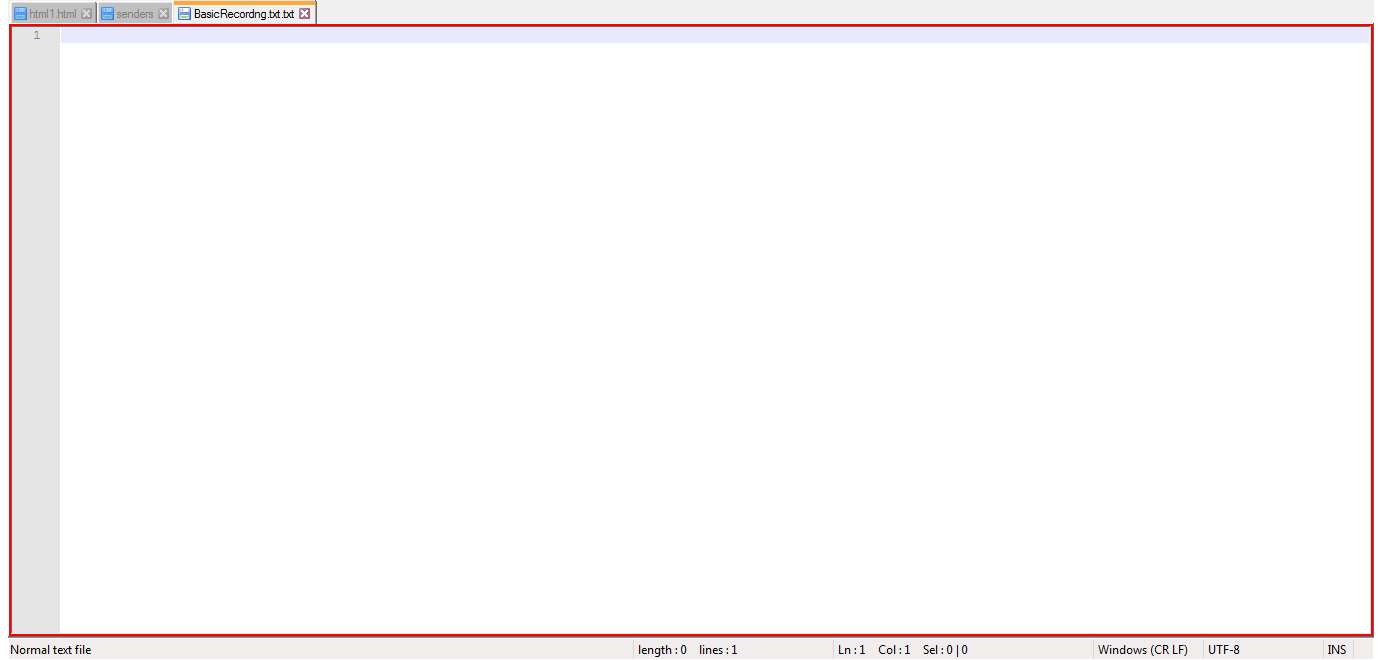 html1.html senders BasicRecordng.txt.txt
1
Normal text file length : 0 lines : 1 Ln : 1 Col : 1 Sel : 0 | 0 Windows (CR LF) UTF-8 INS